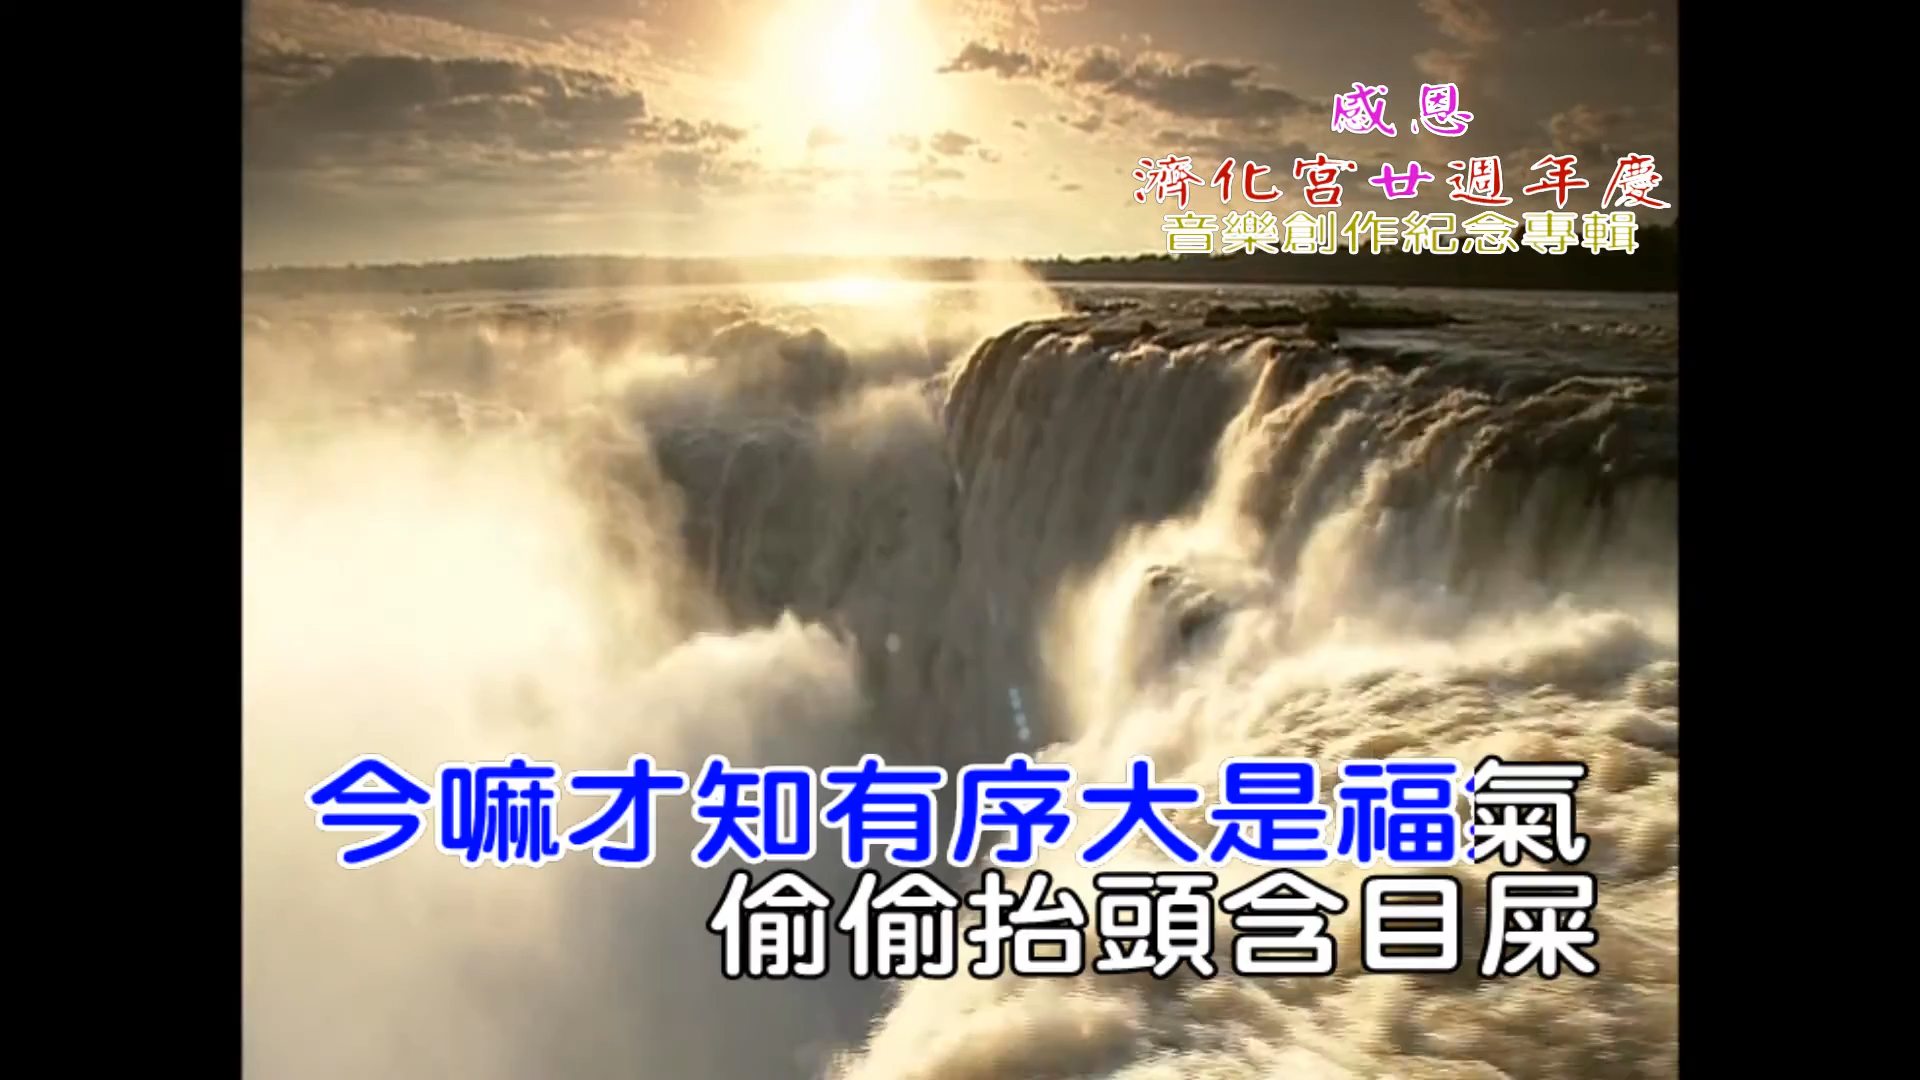 感恩
濟化宮廿週年慶
音樂創作紀念專輯
今嘛才知有序大是福氣
偷偷抬頭含目屎